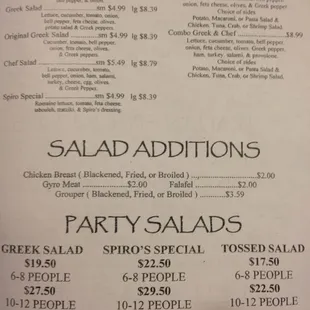 Greek Salad sm $4.99 lg $8.39
Lettuce, cucumber, tomato, onion,
bell pepper, feta cheese, olives,
potato salad & Greek peppers.
Original Greek Salad sm $4.99 lg $8.39
Cucumber, tomato, bell pepper,
onion, feta cheese, olives
& Greek Peppers.
Chef Salad sm $5.49 lg $8.79
Lettuce, cucumber, tomato,
bell pepper, onion, ham, salami,
turkey, cheese, egg, olives,
& Greek Peppers.
Spiro Special sm $4.99 lg $8.39
Romaine lettuce, tomato, feta cheese,
& Spiro's dressing.
Choice of sides
Potato, Macaroni, or Pasta Salad &
Chicken, Tuna, Crab, or Shrimp Salad.
Combo Greek & Chef $8.99
Lettuce, cucumber, tomato, bell pepper,
onion, feta cheese, olives, Greek pepper,
ham, turkey, salami, & provolone.
Choice of sides
Potato, Macaroni, or Pasta Salad &
Chicken, Tuna, Crab, or Shrimp Salad.
SALAD ADDITIONS
Chicken Breast ( Blackened, Fried, or Broiled ) $2.00
Gyro Meat $2.00 Falafel $2.00
Grouper ( Blackened, Fried, or Broiled ) $3.59
PARTY SALADS
GREEK SALAD SPIRO'S SPECIAL TOSSED SALAD
$19.50 $22.50 $17.50
6-8 PEOPLE 6-8 PEOPLE 6-8 PEOPLE
$27.50 $29.50 $22.50
10-12 PEOPLE 10-12 PEOPLE 10-12 PEOPLE